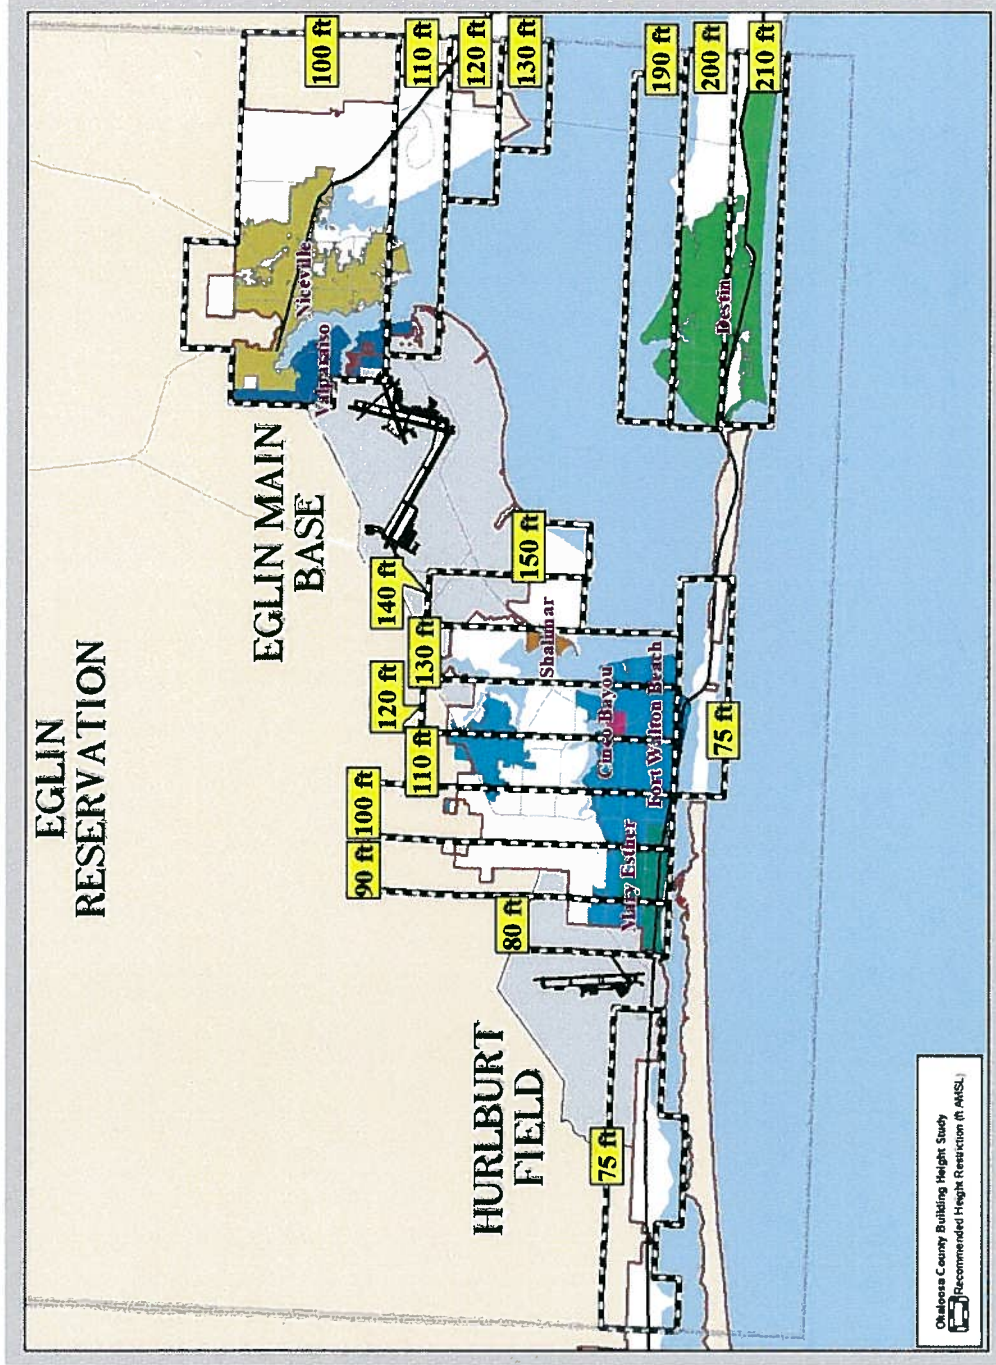 EGLIN
RESERVATION
EGLIN MAIN
BASE
HURLBURT
FIELD
100 ft
110 ft
120 ft
130 ft
190 ft
200 ft
210 ft
Niceville
Valparaiso
Destin
150 ft
140 ft
130 ft
120 ft
110 ft
100 ft
90 ft
80 ft
75 ft
75 ft
Shalimar
Cinco Bayou
Fort Walton Beach
Mary Esther
Okaloosa County Building Height Study
Recommended Height Restriction (ft AMSL)